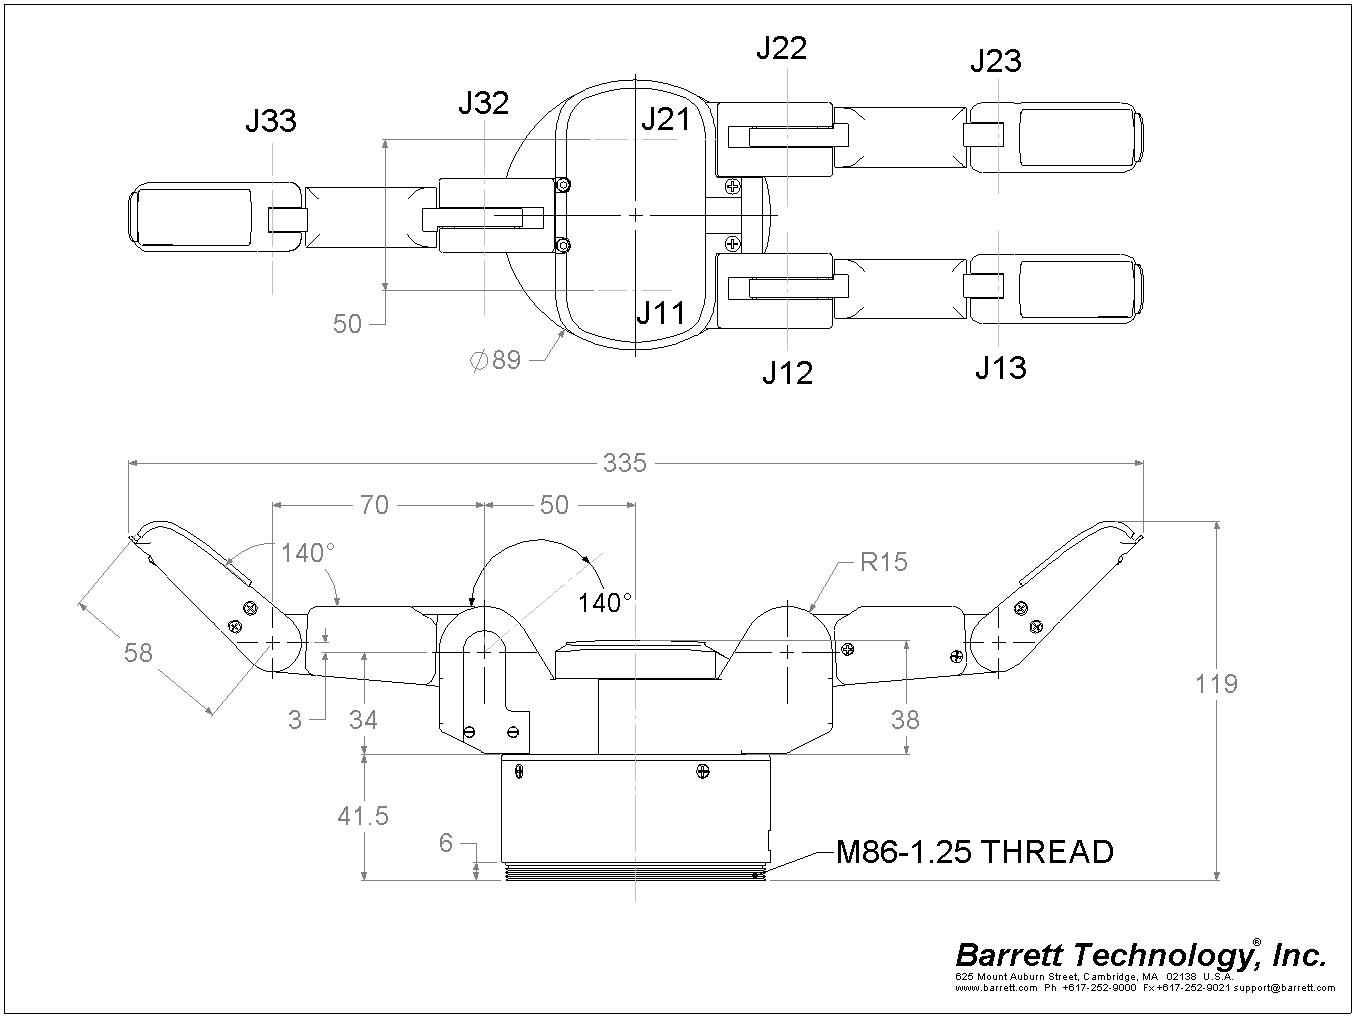 J22
J23
J32
J33
J21
50
J11
Ø89
J12
J13
335
70
50
140°
R15
140°
58
119
3
34
38
41.5
6
M86-1.25 THREAD
Barrett Technology®, Inc.
625 Mount Auburn Street, Cambridge, MA 02138 U.S.A.
www.barrett.com Ph +617-252-9000 Fx+617-252-9021 support@barrett.com